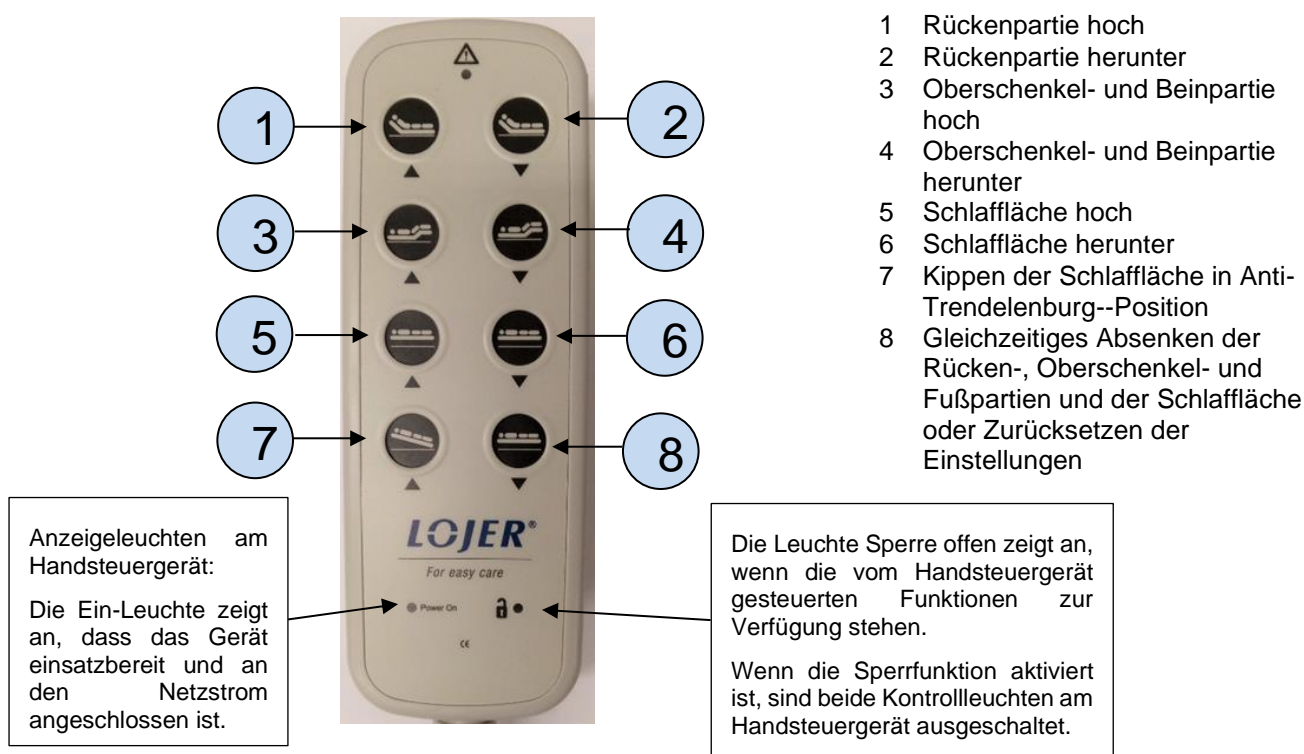 1
2
3
4
5
6
7
8
LOJER®
For easy care
Power On
CE
1 Rückenpartie hoch
2 Rückenpartie herunter
3 Oberschenkel- und Beinpartie
hoch
4 Oberschenkel- und Beinpartie
herunter
5 Schlaffläche hoch
6 Schlaffläche herunter
7 Kippen der Schlaffläche in Anti-
Trendelenburg--Position
8 Gleichzeitiges Absenken der
Rücken-, Oberschenkel- und
Fußpartien und der Schlaffläche
oder Zurücksetzen der
Einstellungen
Anzeigeleuchten am
Handsteuergerät:
Die Ein-Leuchte zeigt
an, dass das Gerät
einsatzbereit und an
den Netzstrom
angeschlossen ist.
Die Leuchte Sperre offen zeigt an,
wenn die vom Handsteuergerät
gesteuerten Funktionen zur
Verfügung stehen.
Wenn die Sperrfunktion aktiviert
ist, sind beide Kontrollleuchten am
Handsteuergerät ausgeschaltet.